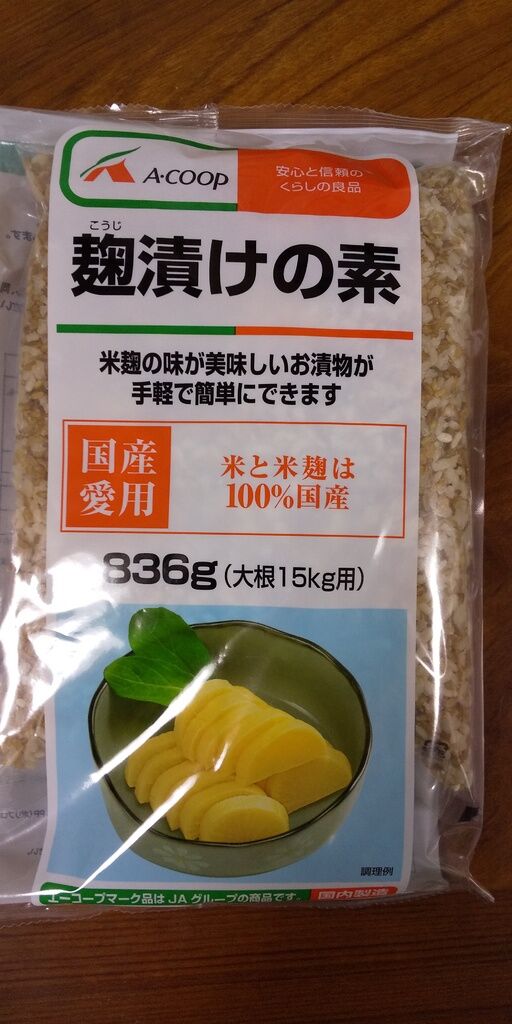 A·COOP
安心と信頼の
くらしの良品
こうじ
麹漬けの素
米麹の味が美味しいお漬物が
手軽で簡単にできます
国産
愛用
米と米麹は
100%国産
836g(大根15kg用)
調理例
エーコープマーク品は JA グループの商品です。
国内製造